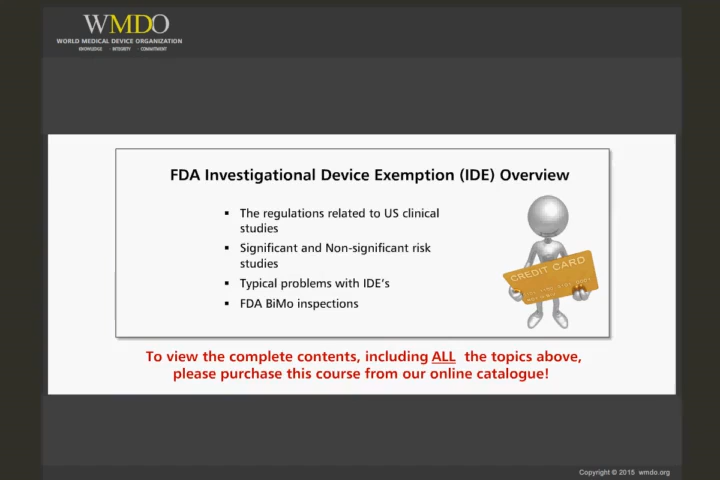 WMDO
WORLD MEDICAL DEVICE ORGANIZATION
KNOWLEDGE · INTEGRITY · COMMITMENT
FDA Investigational Device Exemption (IDE) Overview
▪ The regulations related to US clinical
studies
▪ Significant and Non-significant risk
studies
▪ Typical problems with IDE's
▪ FDA BiMo inspections
CREDIT CARD
To view the complete contents, including ALL the topics above,
please purchase this course from our online catalogue!
Copyright © 2015 wmdo.org